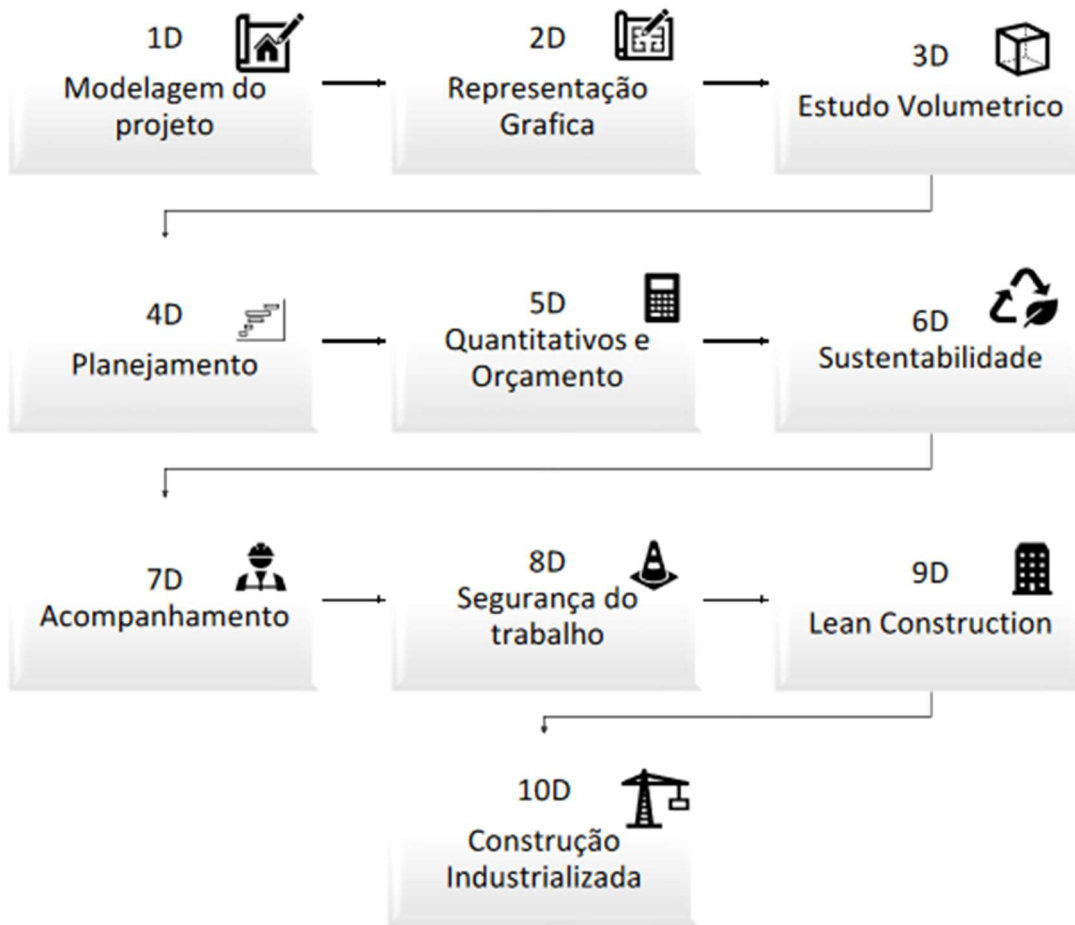 1D
Modelagem do
projeto
2D
Representação
Grafica
3D
Estudo Volumetrico
4D
Planejamento
5D
Quantitativos e
Orçamento
6D
Sustentabilidade
7D
Acompanhamento
8D
Segurança do
trabalho
9D
Lean Construction
10D
Construção
Industrializada